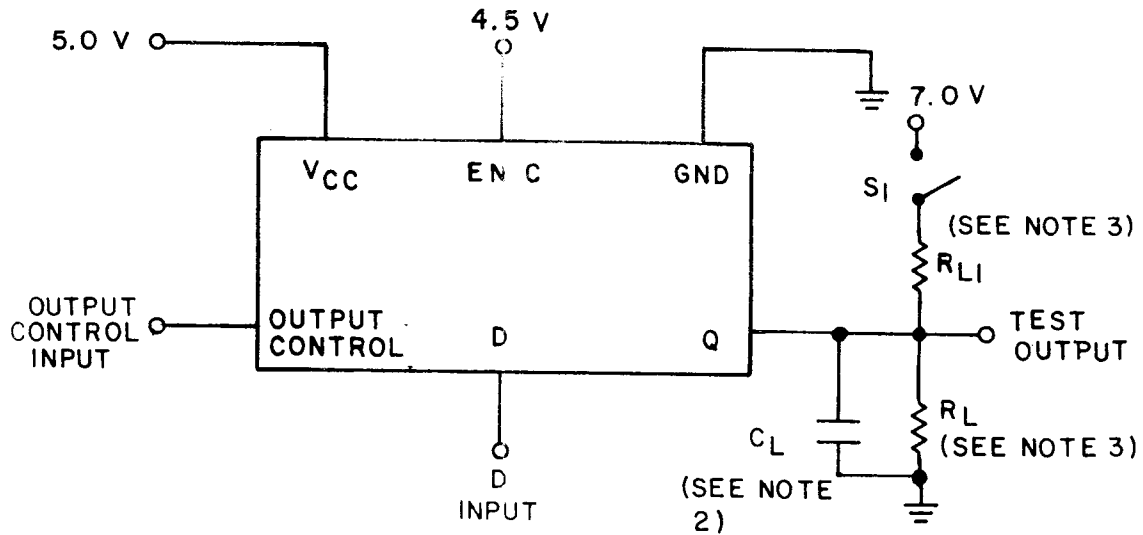 4.5 V
5.0 V
7.0 V
VCC
EN C
GND
S1
(SEE NOTE 3)
RL1
OUTPUT
CONTROL
INPUT
OUTPUT
CONTROL
D
Q
TEST
OUTPUT
CL
(SEE NOTE
2)
RL
(SEE NOTE 3)
D
INPUT